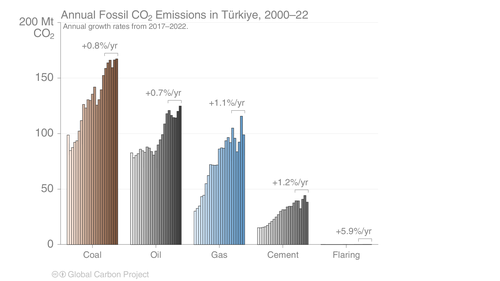 Annual Fossil CO₂ Emissions in Türkiye, 2000–22
Annual growth rates from 2017–2022.
200 Mt
CO₂
150
100
50
0
+0.8%/yr
+0.7%/yr
+1.1%/yr
+1.2%/yr
+5.9%/yr
Coal
Oil
Gas
Cement
Flaring
Global Carbon Project